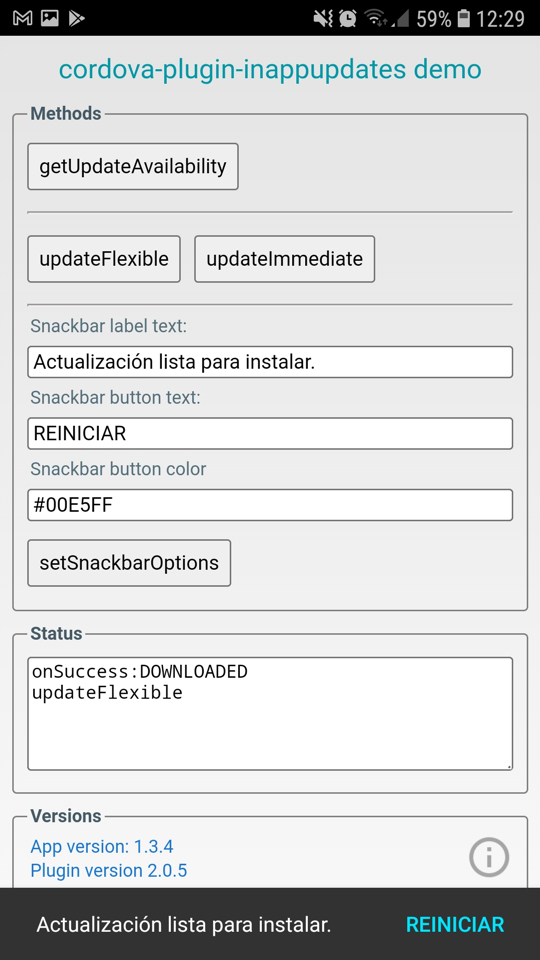 59% 12:29
cordova-plugin-inappupdates demo
Methods
getUpdateAvailability
updateFlexible updateImmediate
Snackbar label text:
Actualización lista para instalar.
Snackbar button text:
REINICIAR
Snackbar button color
#00E5FF
setSnackbarOptions
Status
onSuccess:DOWNLOADED
updateFlexible
Versions
App version: 1.3.4
Plugin version 2.0.5
Actualización lista para instalar. REINICIAR